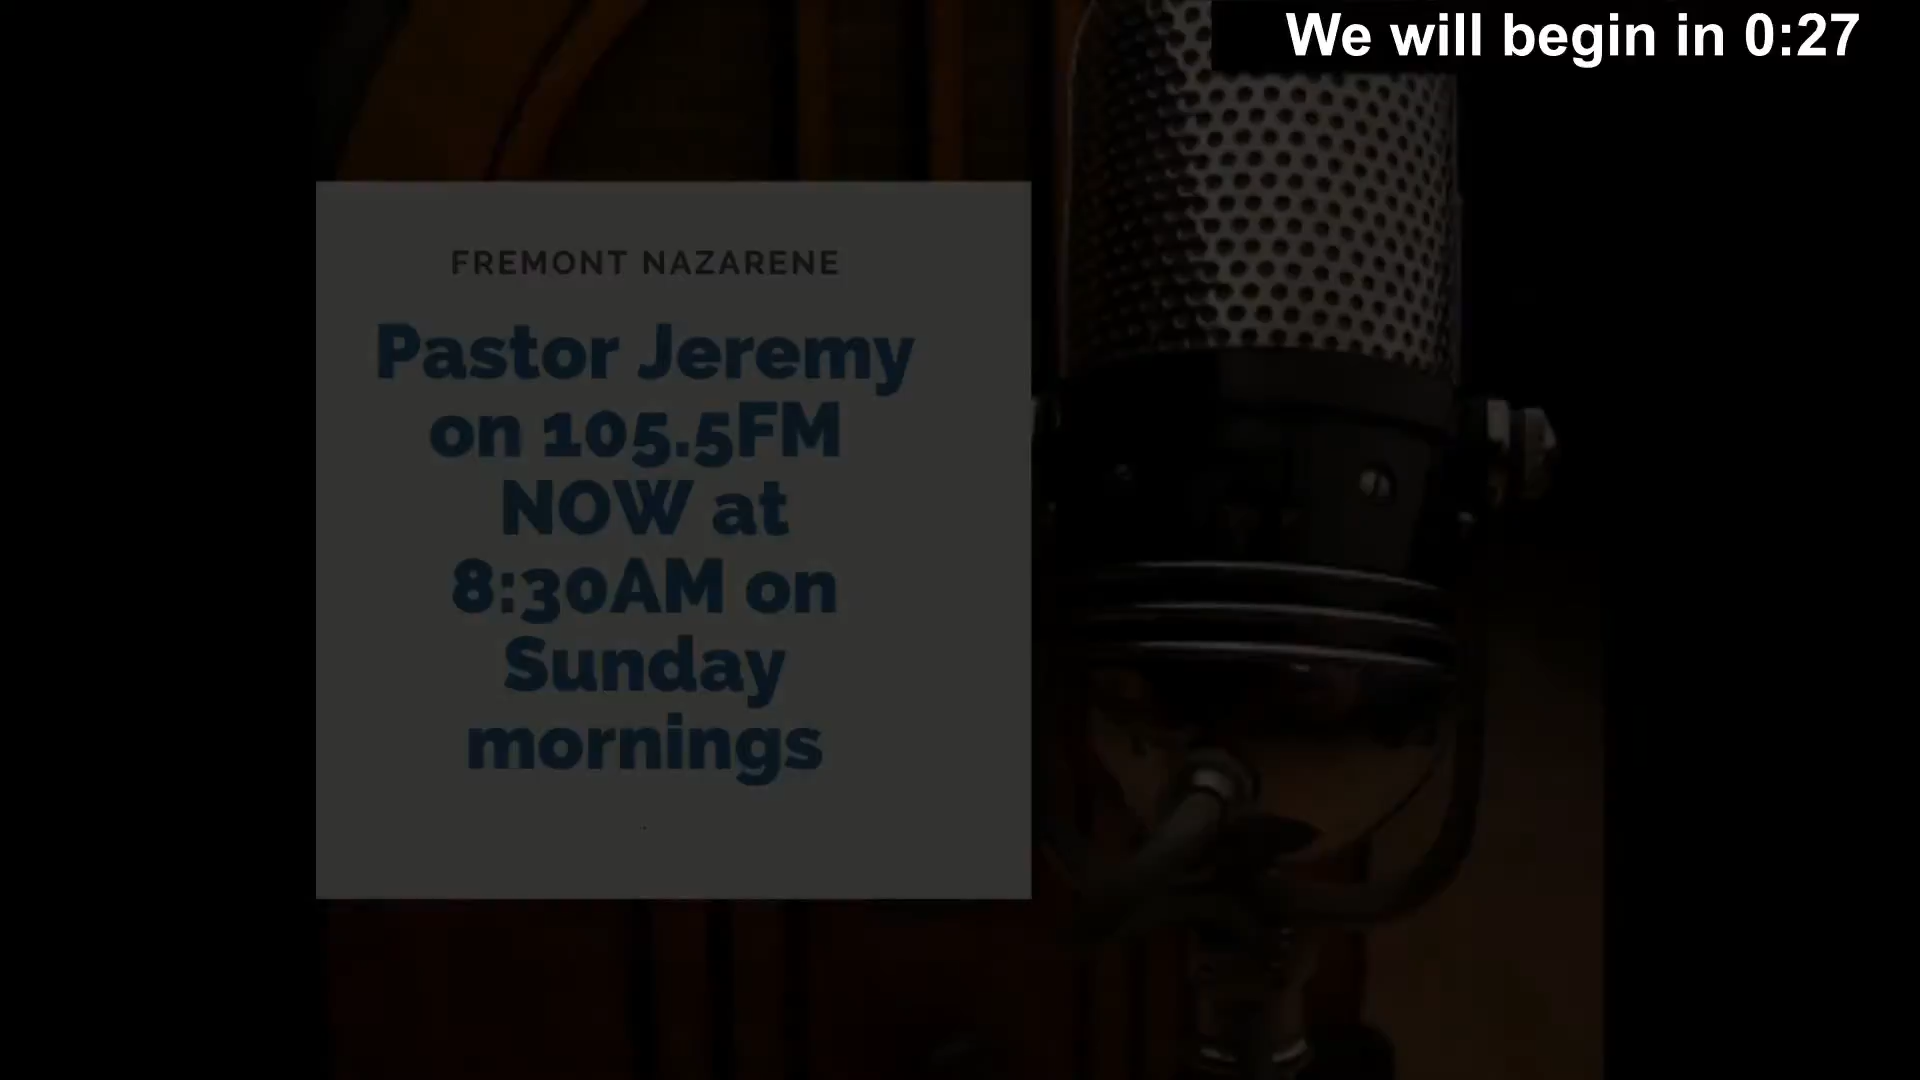 We will begin in 0:27
FREMONT NAZARENE
Pastor Jeremy
on 105.5FM
NOW at
8:30AM on
Sunday
mornings
.